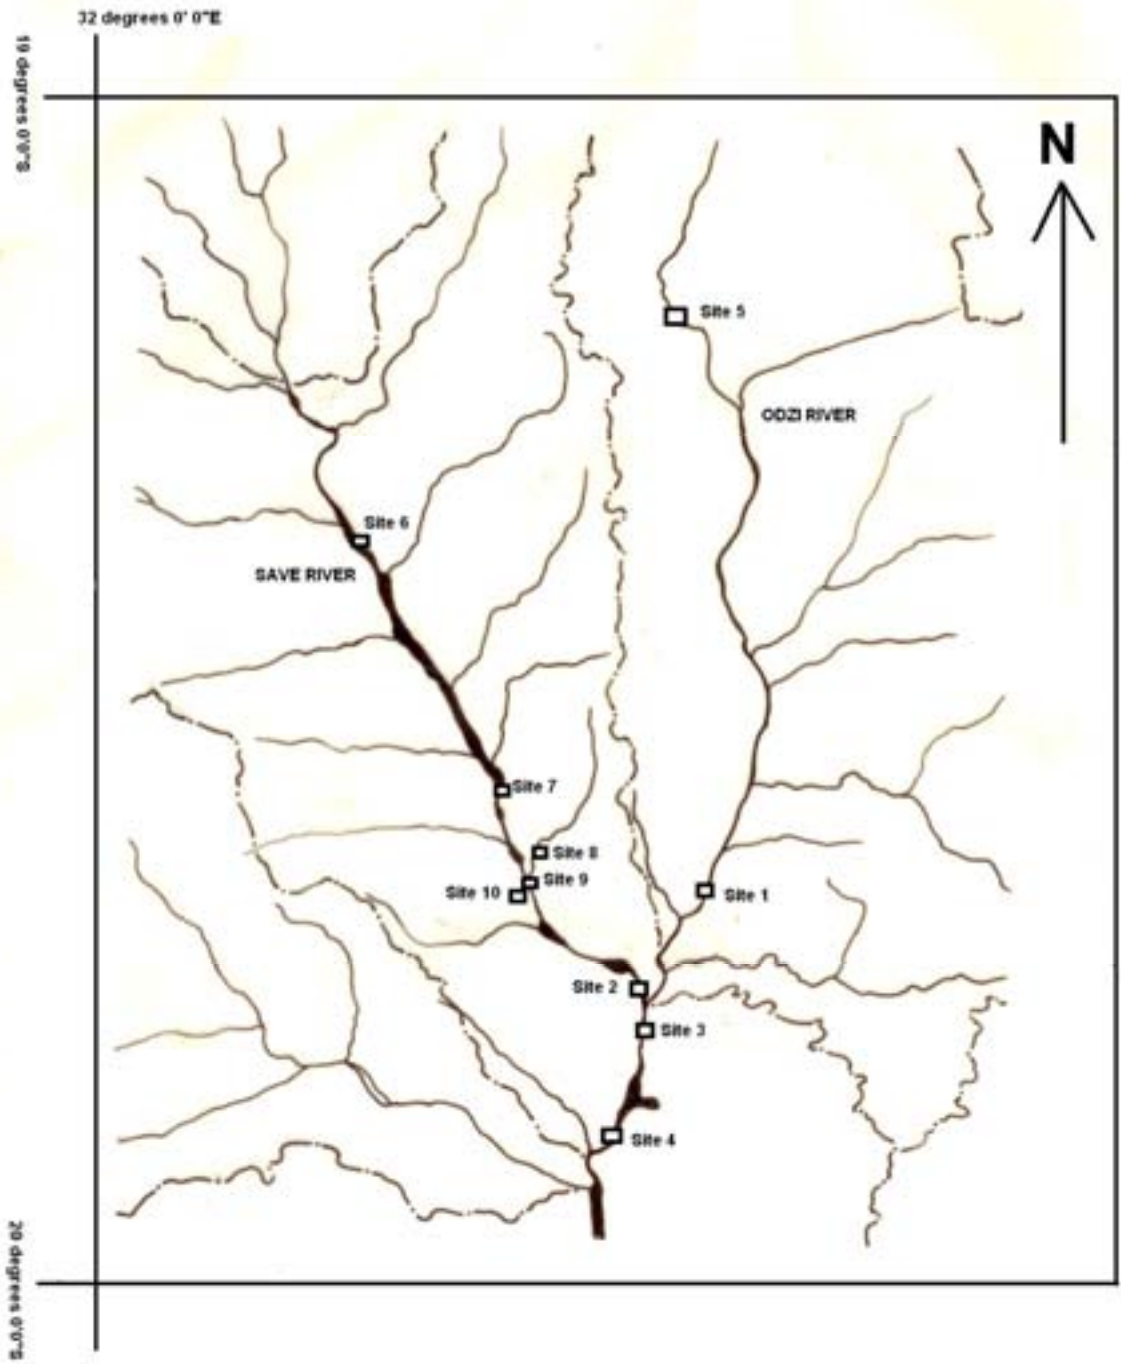 32 degrees 0' 0"E
19 degrees 0'0"S
N
Site 5
ODZI RIVER
Site 6
SAVE RIVER
Site 7
Site 8
Site 9
Site 10
Site 1
Site 2
Site 3
Site 4
20 degrees 0'0"S